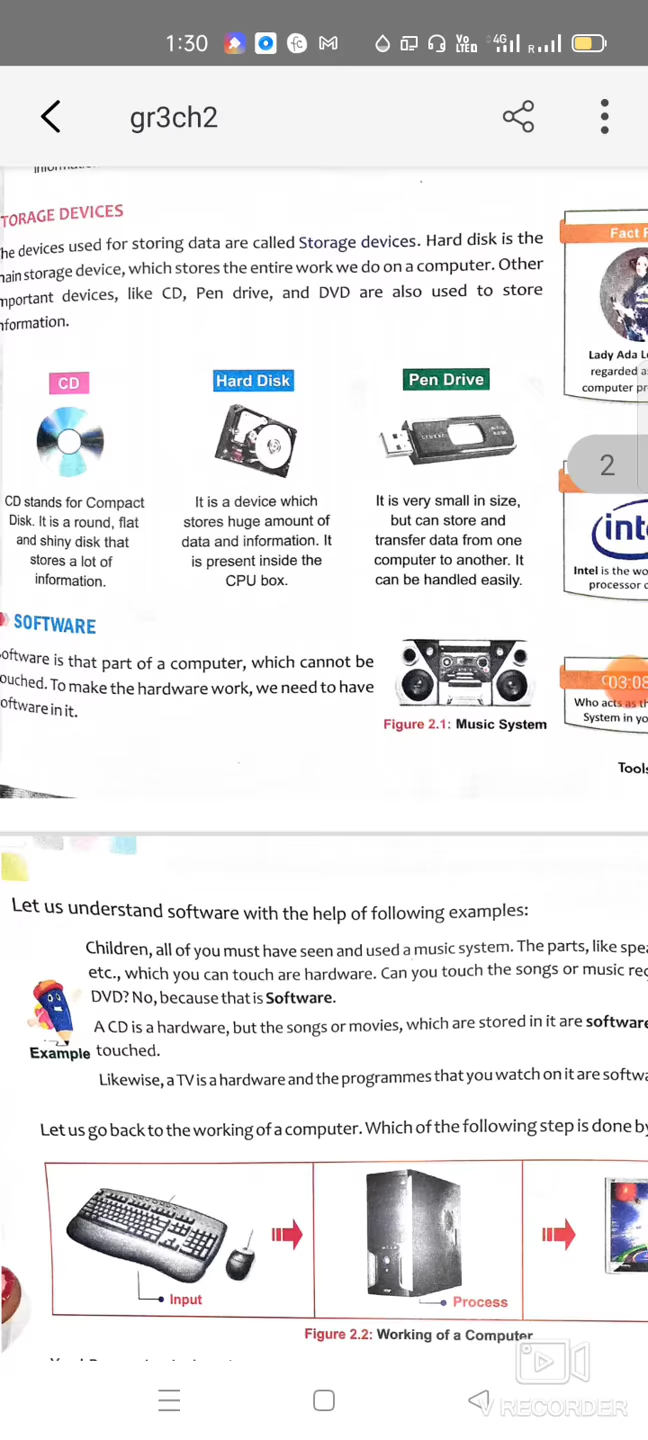 1:30
Vo
LTED
4G
R
gr3ch2
TORAGE DEVICES
he devices used for storing data are called Storage devices. Hard disk is the
nain storage device, which stores the entire work we do on a computer. Other
mportant devices, like CD, Pen drive, and DVD are also used to store
nformation.
Fact F
Lady Ada L
regarded a
computer pr
CD
CD stands for Compact
Disk. It is a round, flat
and shiny disk that
stores a lot of
information.
Hard Disk
It is a device which
stores huge amount of
data and information. It
is present inside the
CPU box.
Pen Drive
It is very small in size,
but can store and
transfer data from one
computer to another. It
can be handled easily.
2
inte
Intel is the wo
processor c
SOFTWARE
oftware is that part of a computer, which cannot be
ouched. To make the hardware work, we need to have
oftware in it.
Figure 2.1: Music System
03:08
Who acts as th
System in yo
Tools
Let us understand software with the help of following examples:
Children, all of you must have seen and used a music system. The parts, like spea
etc., which you can touch are hardware. Can you touch the songs or music rec
DVD? No, because that is Software.
A CD is a hardware, but the songs or movies, which are stored in it are software
Example touched.
Likewise, a TV is a hardware and the programmes that you watch on it are softwa
Let us go back to the working of a computer. Which of the following step is done by
Input
Process
Figure 2.2: Working of a Computer
V RECORDER